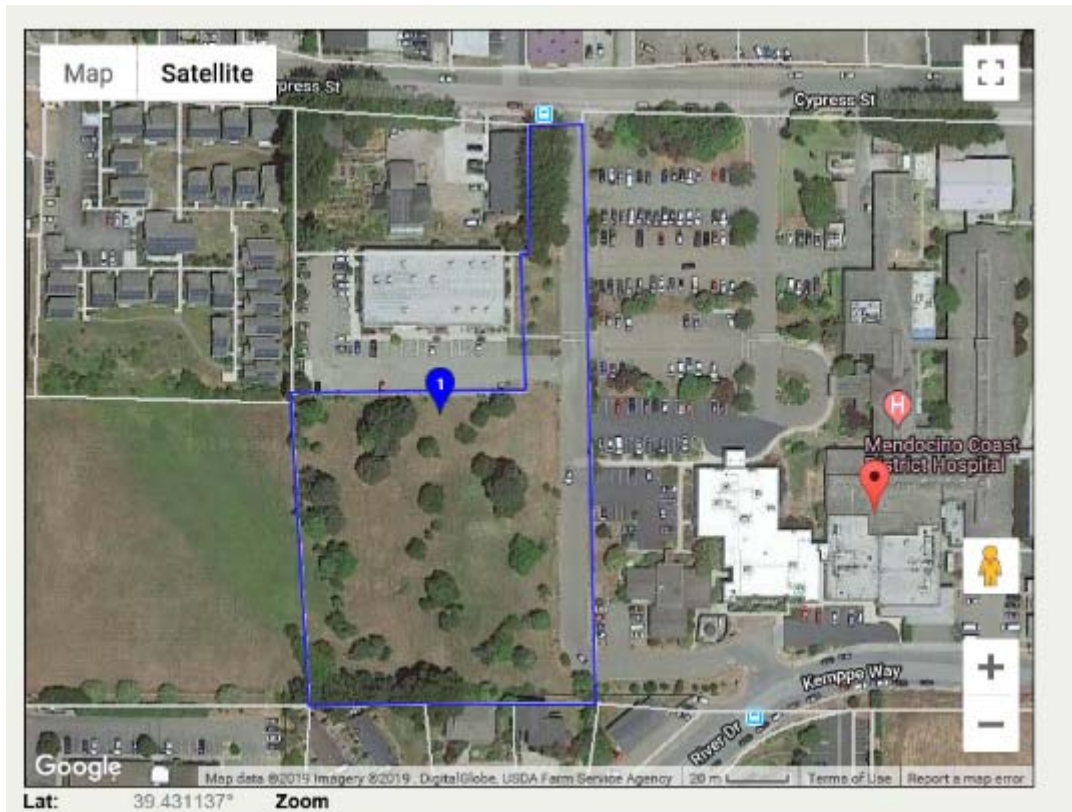 Map Satellite
ypress St
Cypress St
1
H
Mendocino Coast
District Hospital
Kemppe Way
River Dr
Google
Map data ©2019 Imagery ©2019 , DigitalGlobe, USDA Farm Service Agency 20 m Terms of Use Report a map error
Lat: 39.431137° Zoom